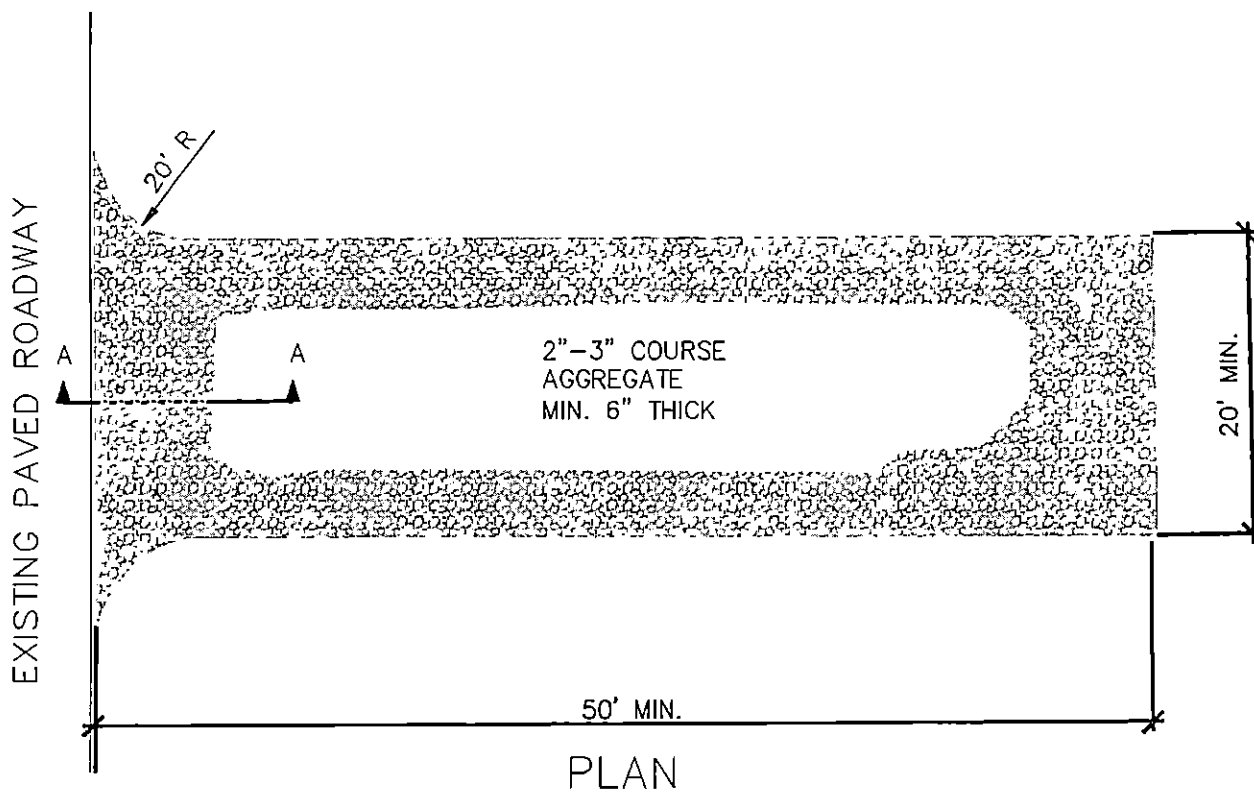 20' R
EXISTING PAVED ROADWAY
A A
2"-3" COURSE
AGGREGATE
MIN. 6" THICK
20' MIN.
50' MIN.
PLAN